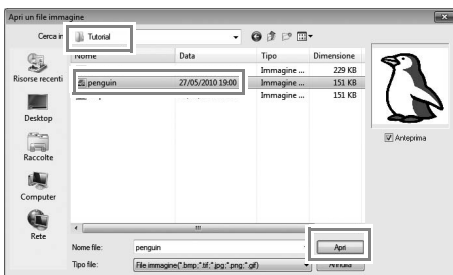 Apri un file immagine
Cerca in: Tutorial
Nome Data Tipo Dimensione
Immagine ... 229 KB
penguin 27/05/2010 19:00 Immagine ... 151 KB
Immagine ... 151 KB
Risorse recenti
Desktop
Raccolte
Computer
Rete
Anteprima
Nome file: penguin Apri
Tipo file: File immagine(*.bmp;*.tif;*.jpg;*.png;*.gif) Annulla